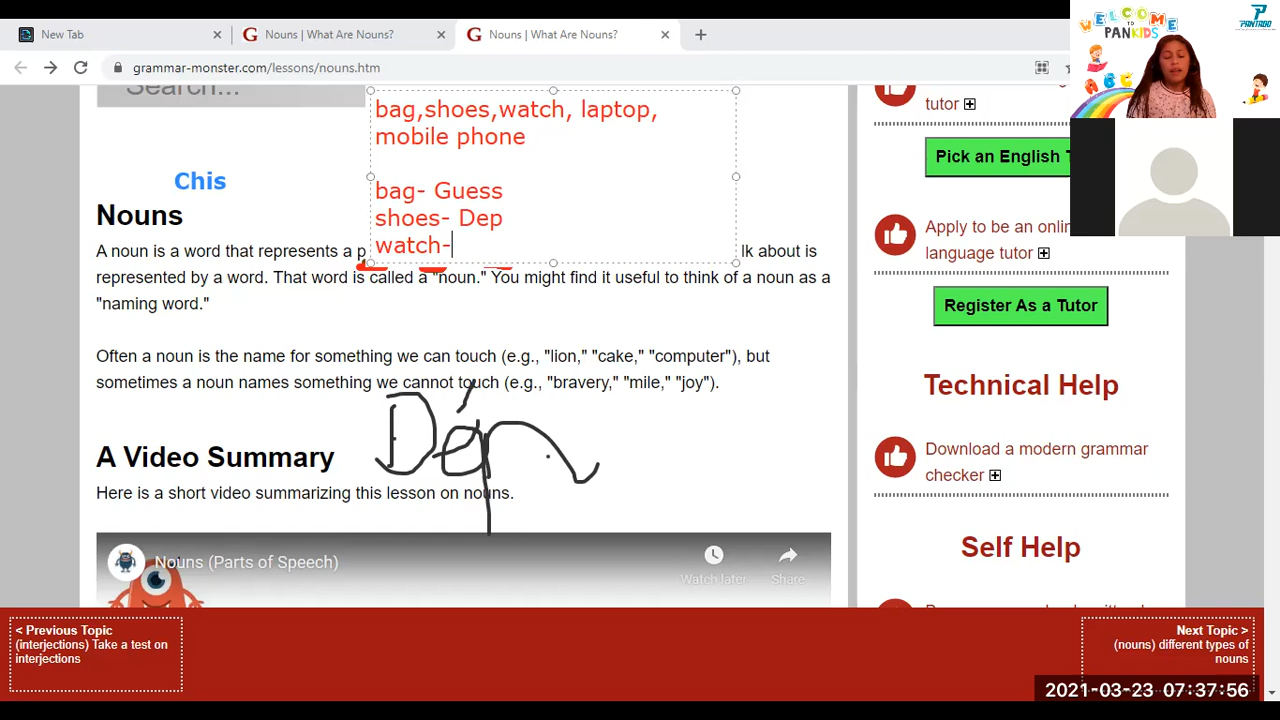 New Tab
Nouns | What Are Nouns?
Nouns | What Are Nouns?
WELCOME
TO PANKIDS
PANTABO
grammar-monster.com/lessons/nouns.htm
Search...
bag,shoes,watch, laptop,
mobile phone
bag- Guess
shoes- Dep
watch-
Chis
Nouns
A noun is a word that represents a p
lk about is
represented by a word. That word is called a "noun." You might find it useful to think of a noun as a
"naming word."
Often a noun is the name for something we can touch (e.g., "lion," "cake," "computer"), but
sometimes a noun names something we cannot touch (e.g., "bravery," "mile," "joy").
Dép
A Video Summary
Here is a short video summarizing this lesson on nouns.
Nouns (Parts of Speech)
Watch later
Share
tutor
Pick an English
Apply to be an onli
language tutor
Register As a Tutor
Technical Help
Download a modern grammar
checker
Self Help
< Previous Topic
(interjections) Take a test on
interjections
Next Topic >
(nouns) different types of
nouns
2021-03-23 07:37:56